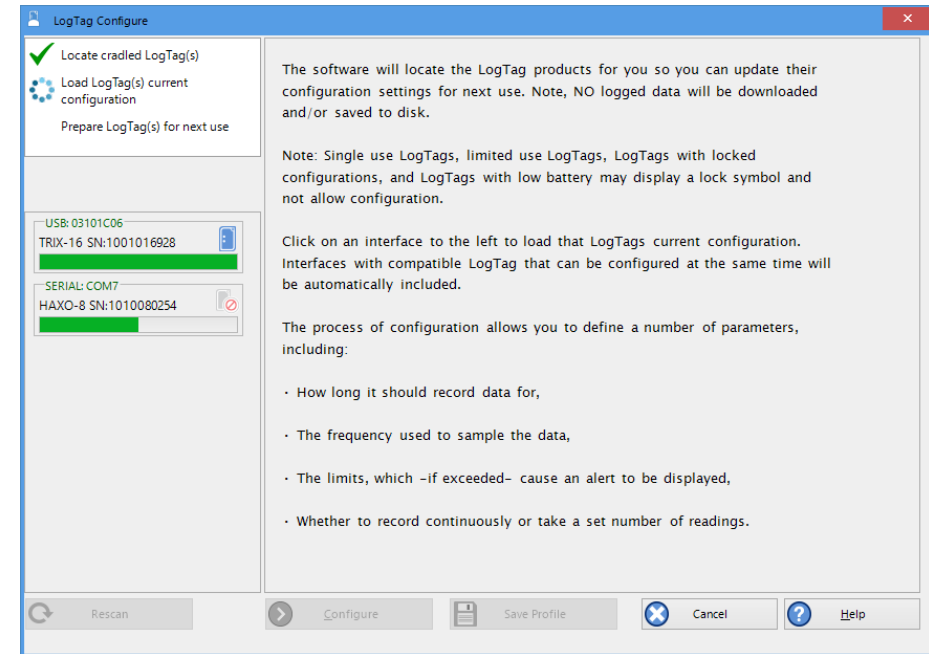 LogTag Configure
Locate cradled LogTag(s)
Load LogTag(s) current
configuration
Prepare LogTag(s) for next use
USB: 03101C06
TRIX-16 SN:1001016928
SERIAL: COM7
HAXO-8 SN:1010080254
The software will locate the LogTag products for you so you can update their
configuration settings for next use. Note, NO logged data will be downloaded
and/or saved to disk.
Note: Single use LogTags, limited use LogTags, LogTags with locked
configurations, and LogTags with low battery may display a lock symbol and
not allow configuration.
Click on an interface to the left to load that LogTags current configuration.
Interfaces with compatible LogTag that can be configured at the same time will
be automatically included.
The process of configuration allows you to define a number of parameters,
including:
· How long it should record data for,
· The frequency used to sample the data,
· The limits, which -if exceeded- cause an alert to be displayed,
· Whether to record continuously or take a set number of readings.
Rescan
Configure
Save Profile
Cancel
Help